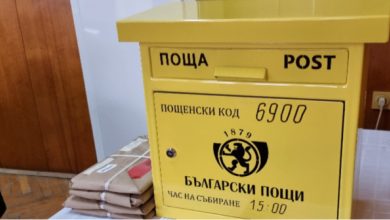 ПОЩА POST
ПОЩЕНСКИ КОД 6900
1879
БЪЛГАРСКИ ПОЩИ
ЧАС НА СЪБИРАНЕ 15:00